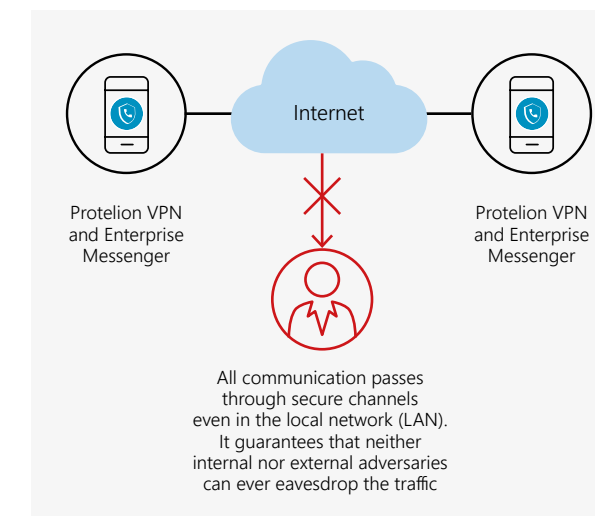 Internet
Protelion VPN
and Enterprise
Messenger
Protelion VPN
and Enterprise
Messenger
All communication passes
through secure channels
even in the local network (LAN).
It guarantees that neither
internal nor external adversaries
can ever eavesdrop the traffic